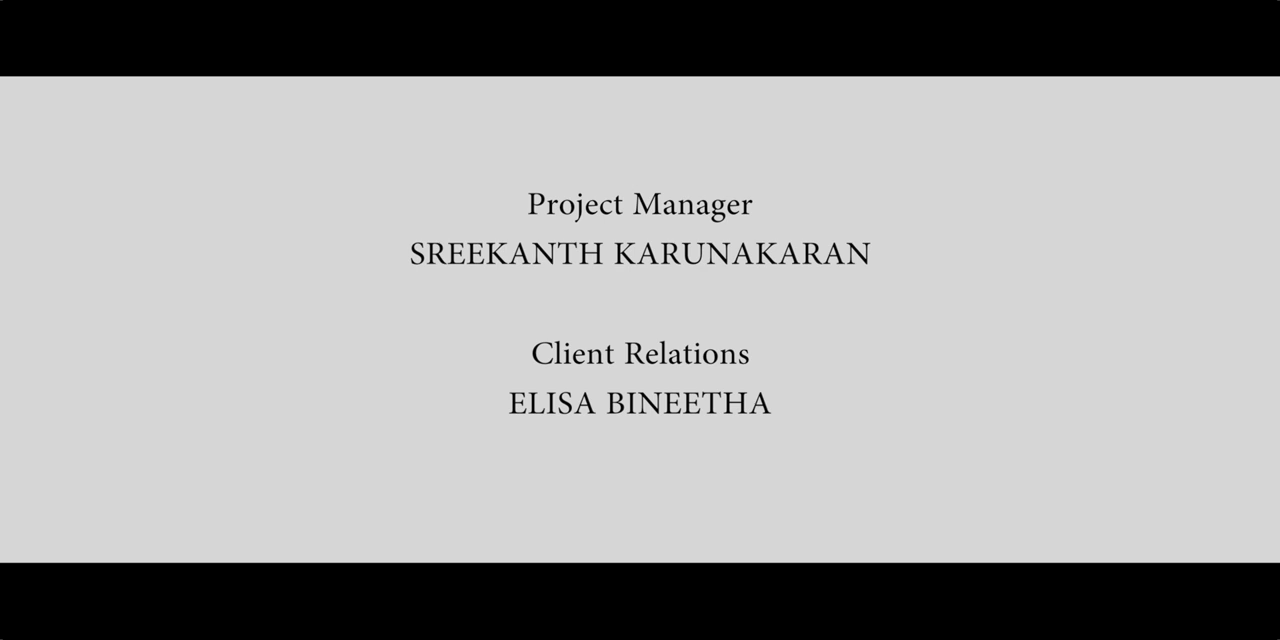 Project Manager
SREEKANTH KARUNAKARAN
Client Relations
ELISA BINEETHA